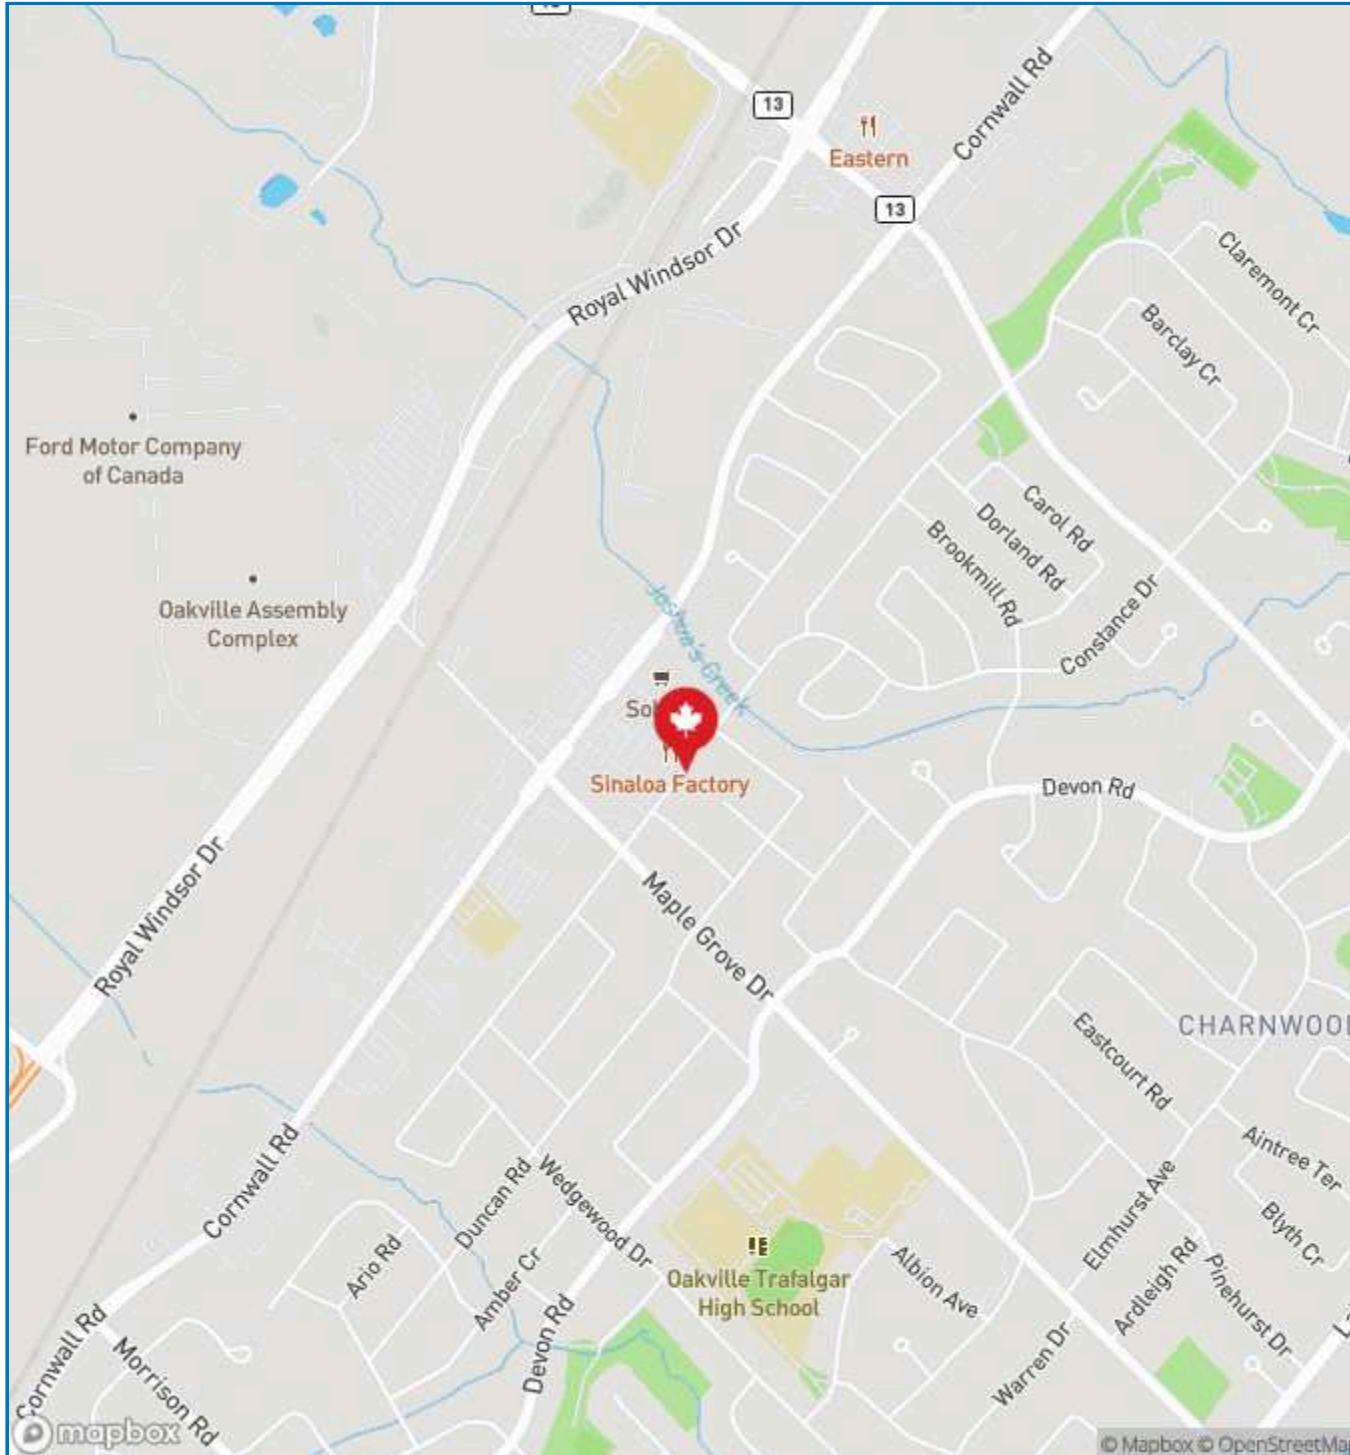 13
Eastern
Cornwall Rd
13
Royal Windsor Dr
Claremont Cr
Barclay Cr
Ford Motor Company
of Canada
Carol Rd
Dorland Rd
Brookmill Rd
Constance Dr
Oakville Assembly
Complex
Joshua's Creek
Sinaloa Factory
Devon Rd
Royal Windsor Dr
Maple Grove Dr
CHARNWOOD
Eastcourt Rd
Aintree Ter
Cornwall Rd
Duncan Rd
Wedgewood Dr
Elmhurst Ave
Blyth Cr
Ario Rd
Amber Cr
Oakville Trafalgar
High School
Albion Ave
Ardleigh Rd
Pinehurst Dr
Cornwall Rd
Morrison Rd
Devon Rd
Warren Dr
mapbox
© Mapbox © OpenStreetMap